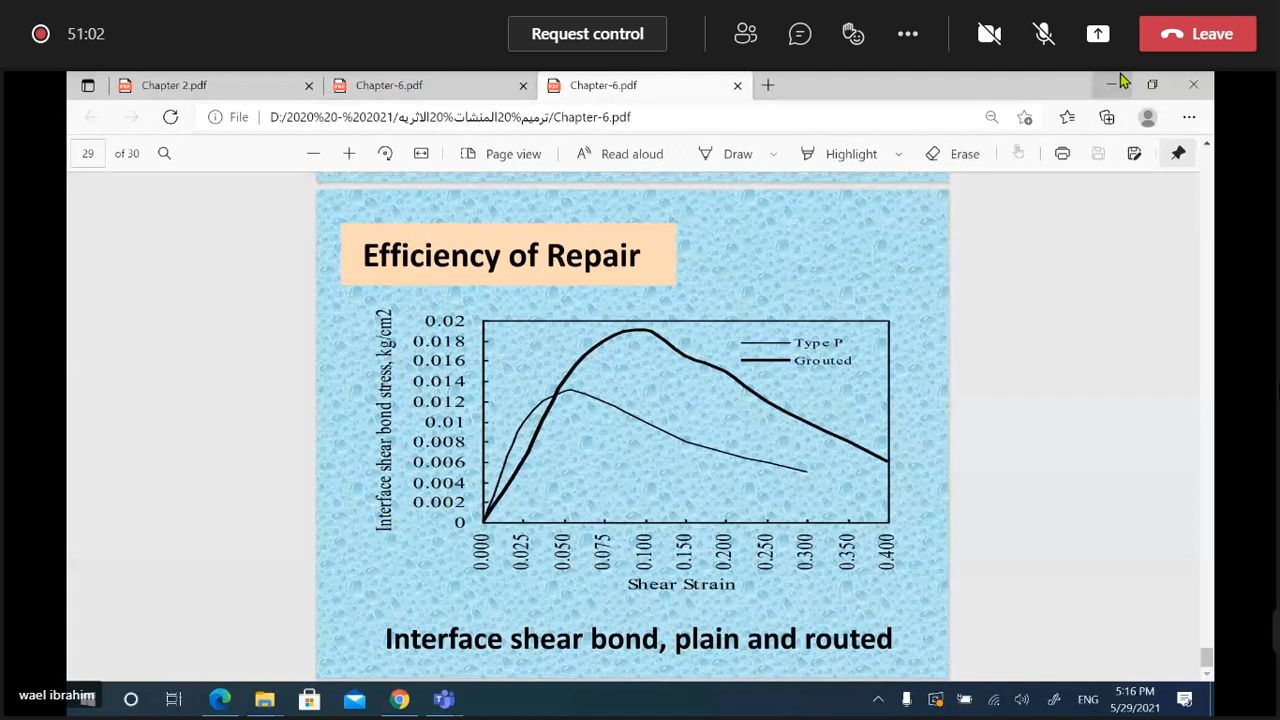 51:02
Request control
Leave
Chapter 2.pdf
Chapter-6.pdf
Chapter-6.pdf
File
D:/2020%20-%202021/ترميم%20المنشات%20الاثريه/Chapter-6.pdf
29
of 30
Page view
Read aloud
Draw
Highlight
Erase
Efficiency of Repair
Interface shear bond stress, kg/cm2
0.02
0.018
0.016
0.014
0.012
0.01
0.008
0.006
0.004
0.002
0
Type P
Grouted
0.000
0.025
0.050
0.075
0.100
0.150
0.200
0.250
0.300
0.350
0.400
Shear Strain
Interface shear bond, plain and routed
wael ibrahim
ENG
5:16 PM
5/29/2021